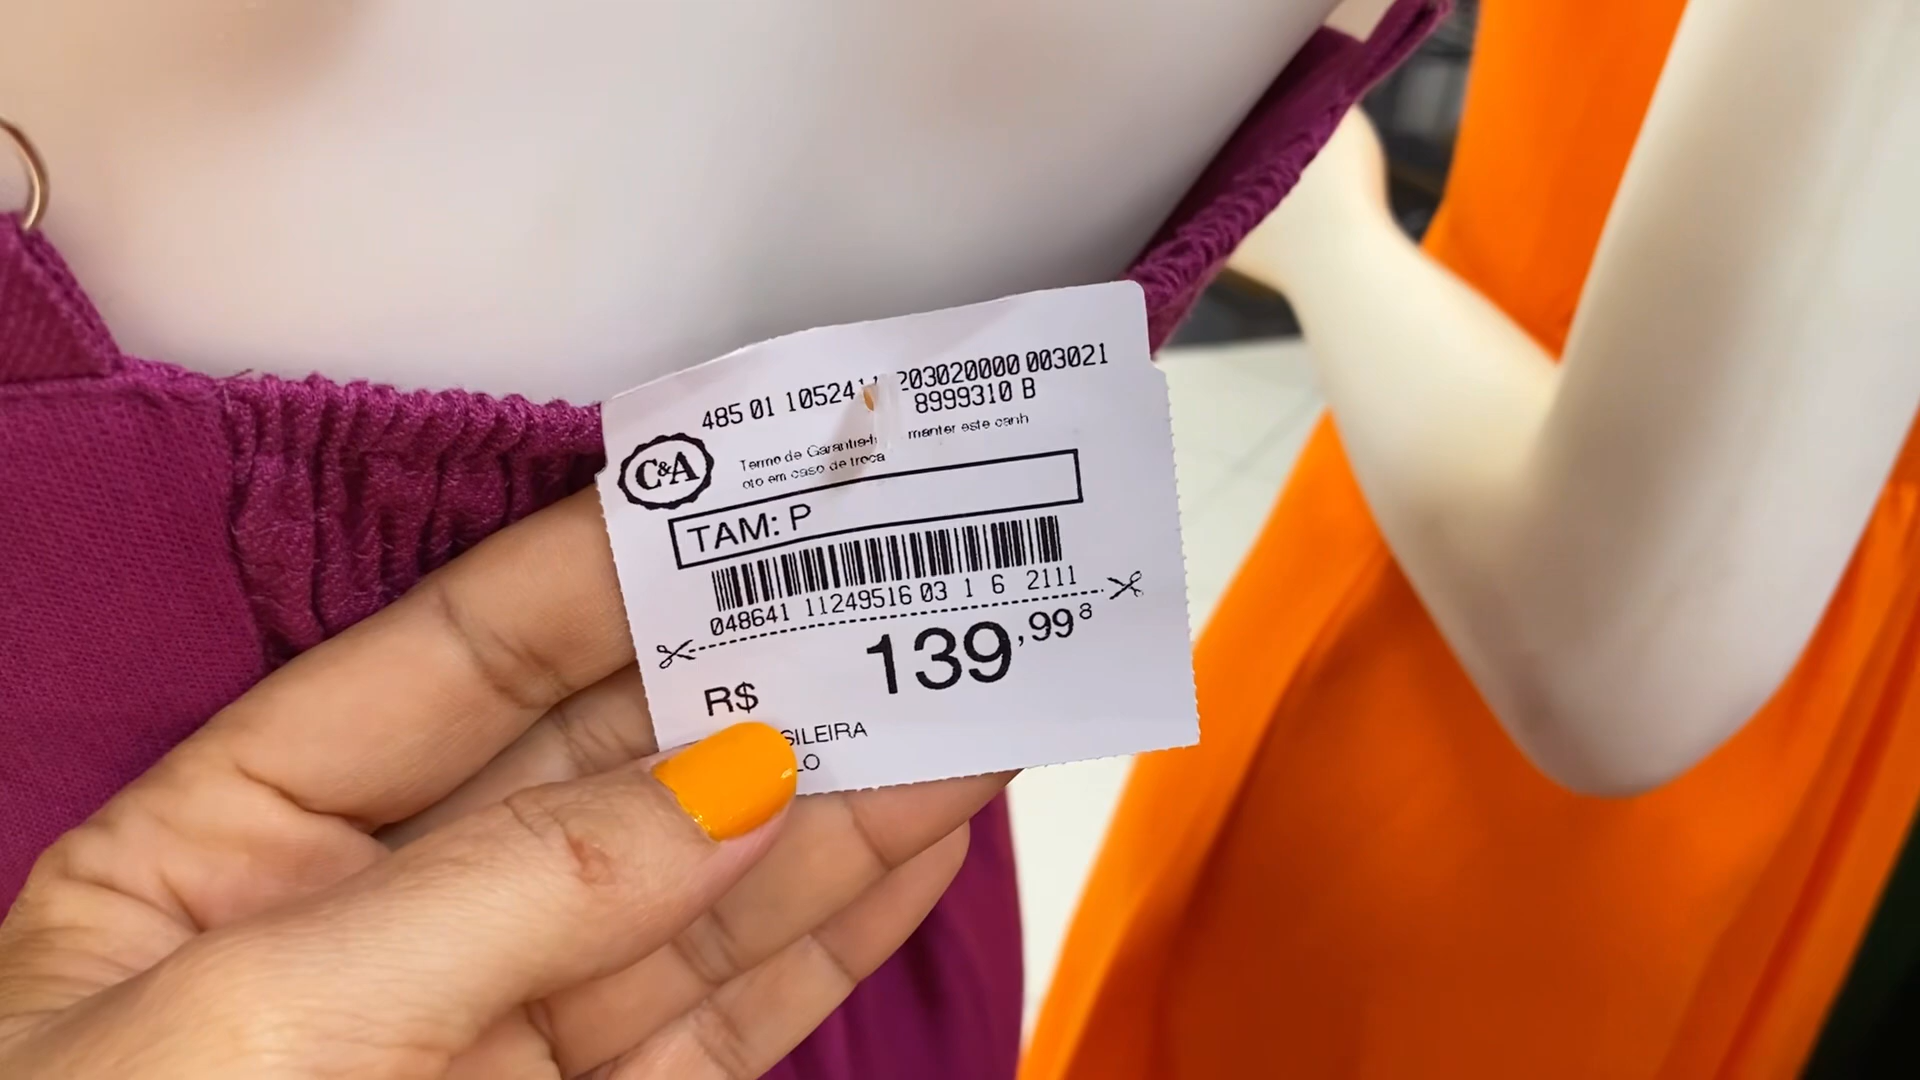 485 01 105241 203020000 003021
8999310 B
C&A
Termo de Garantia- manter este canh
oto em caso de troca
TAM: P
048641 11249516 03 1 6 2111
R$ 139,99 8
SILEIRA
LO